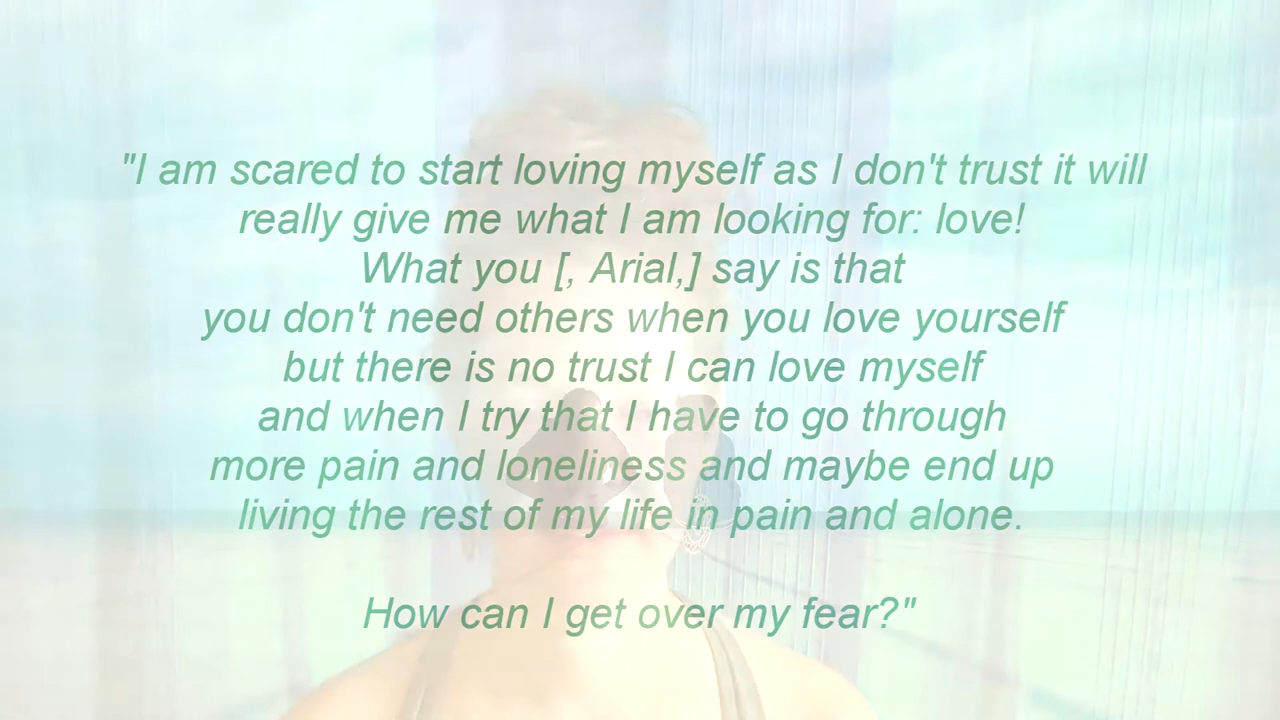 "I am scared to start loving myself as I don't trust it will
really give me what I am looking for: love!
What you [, Arial,] say is that
you don't need others when you love yourself
but there is no trust I can love myself
and when I try that I have to go through
more pain and loneliness and maybe end up
living the rest of my life in pain and alone.
How can I get over my fear?"